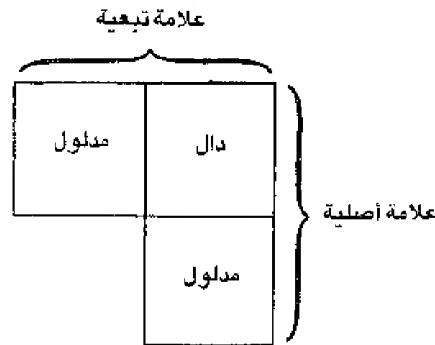 علامة تبعية
دال
مدلول
علامة أصلية
مدلول